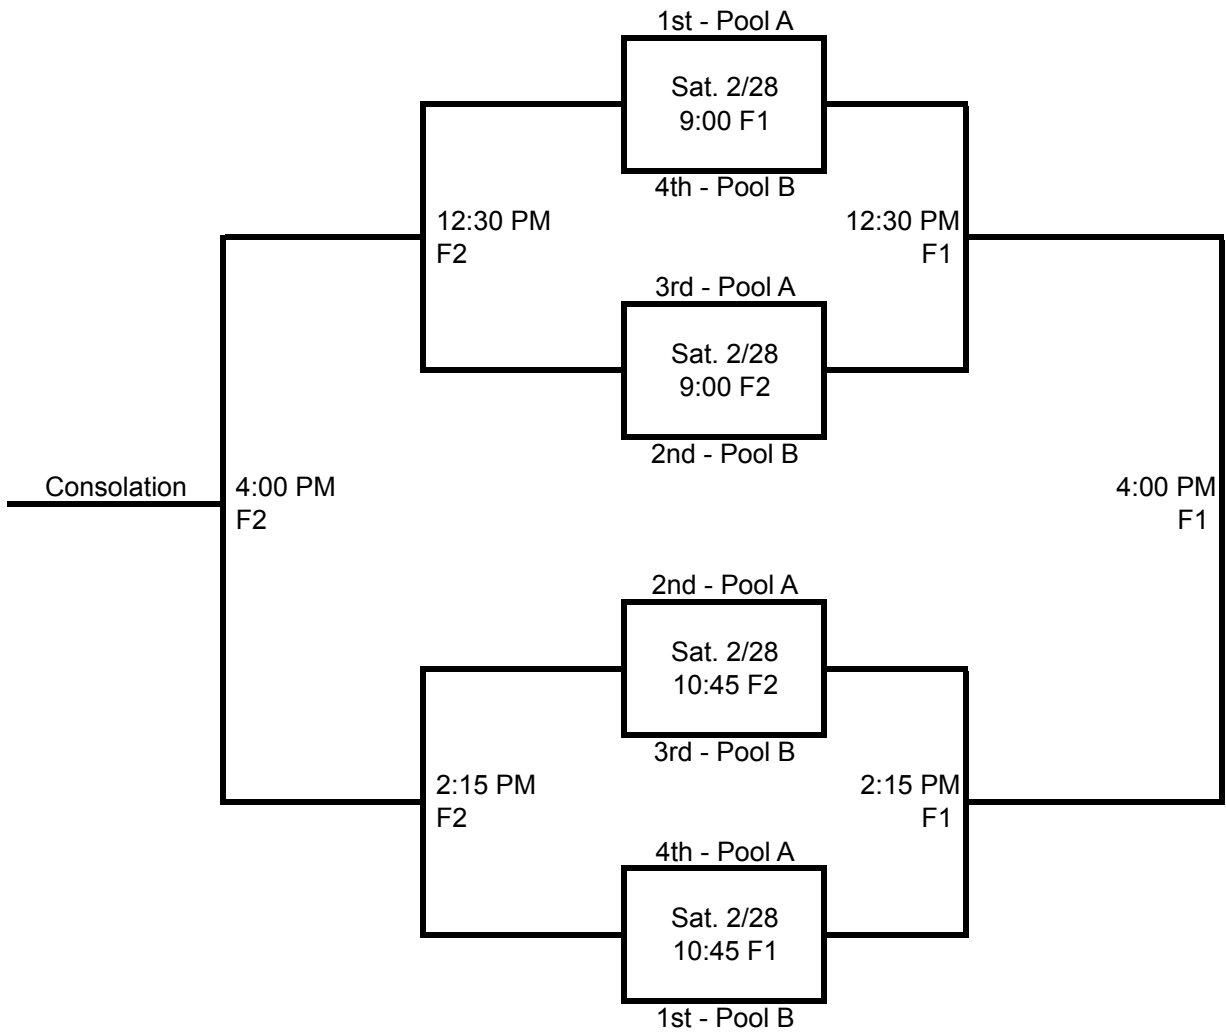 1st - Pool A
Sat. 2/28
9:00 F1
4th - Pool B
12:30 PM
F2
12:30 PM
F1
3rd - Pool A
Sat. 2/28
9:00 F2
2nd - Pool B
Consolation
4:00 PM
F2
4:00 PM
F1
2nd - Pool A
Sat. 2/28
10:45 F2
3rd - Pool B
2:15 PM
F2
2:15 PM
F1
4th - Pool A
Sat. 2/28
10:45 F1
1st - Pool B